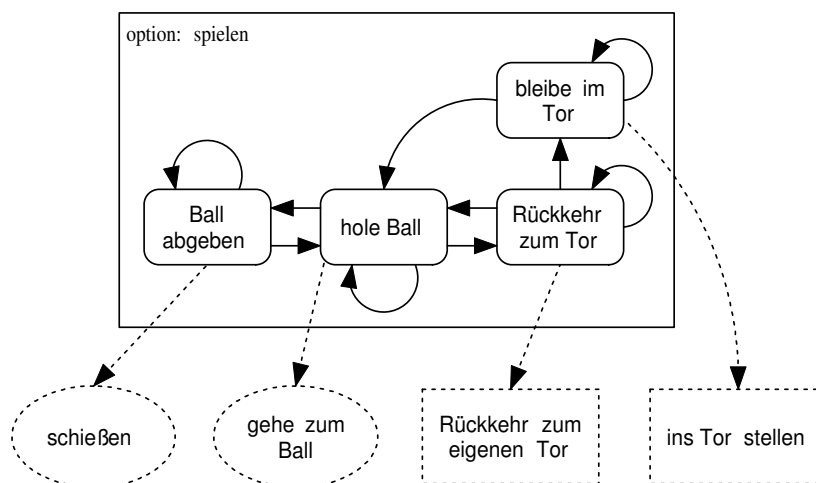 option: spielen
bleibe im
Tor
Ball
abgeben
hole Ball
Rückkehr
zum Tor
schießen
gehe zum
Ball
Rückkehr zum
eigenen Tor
ins Tor stellen